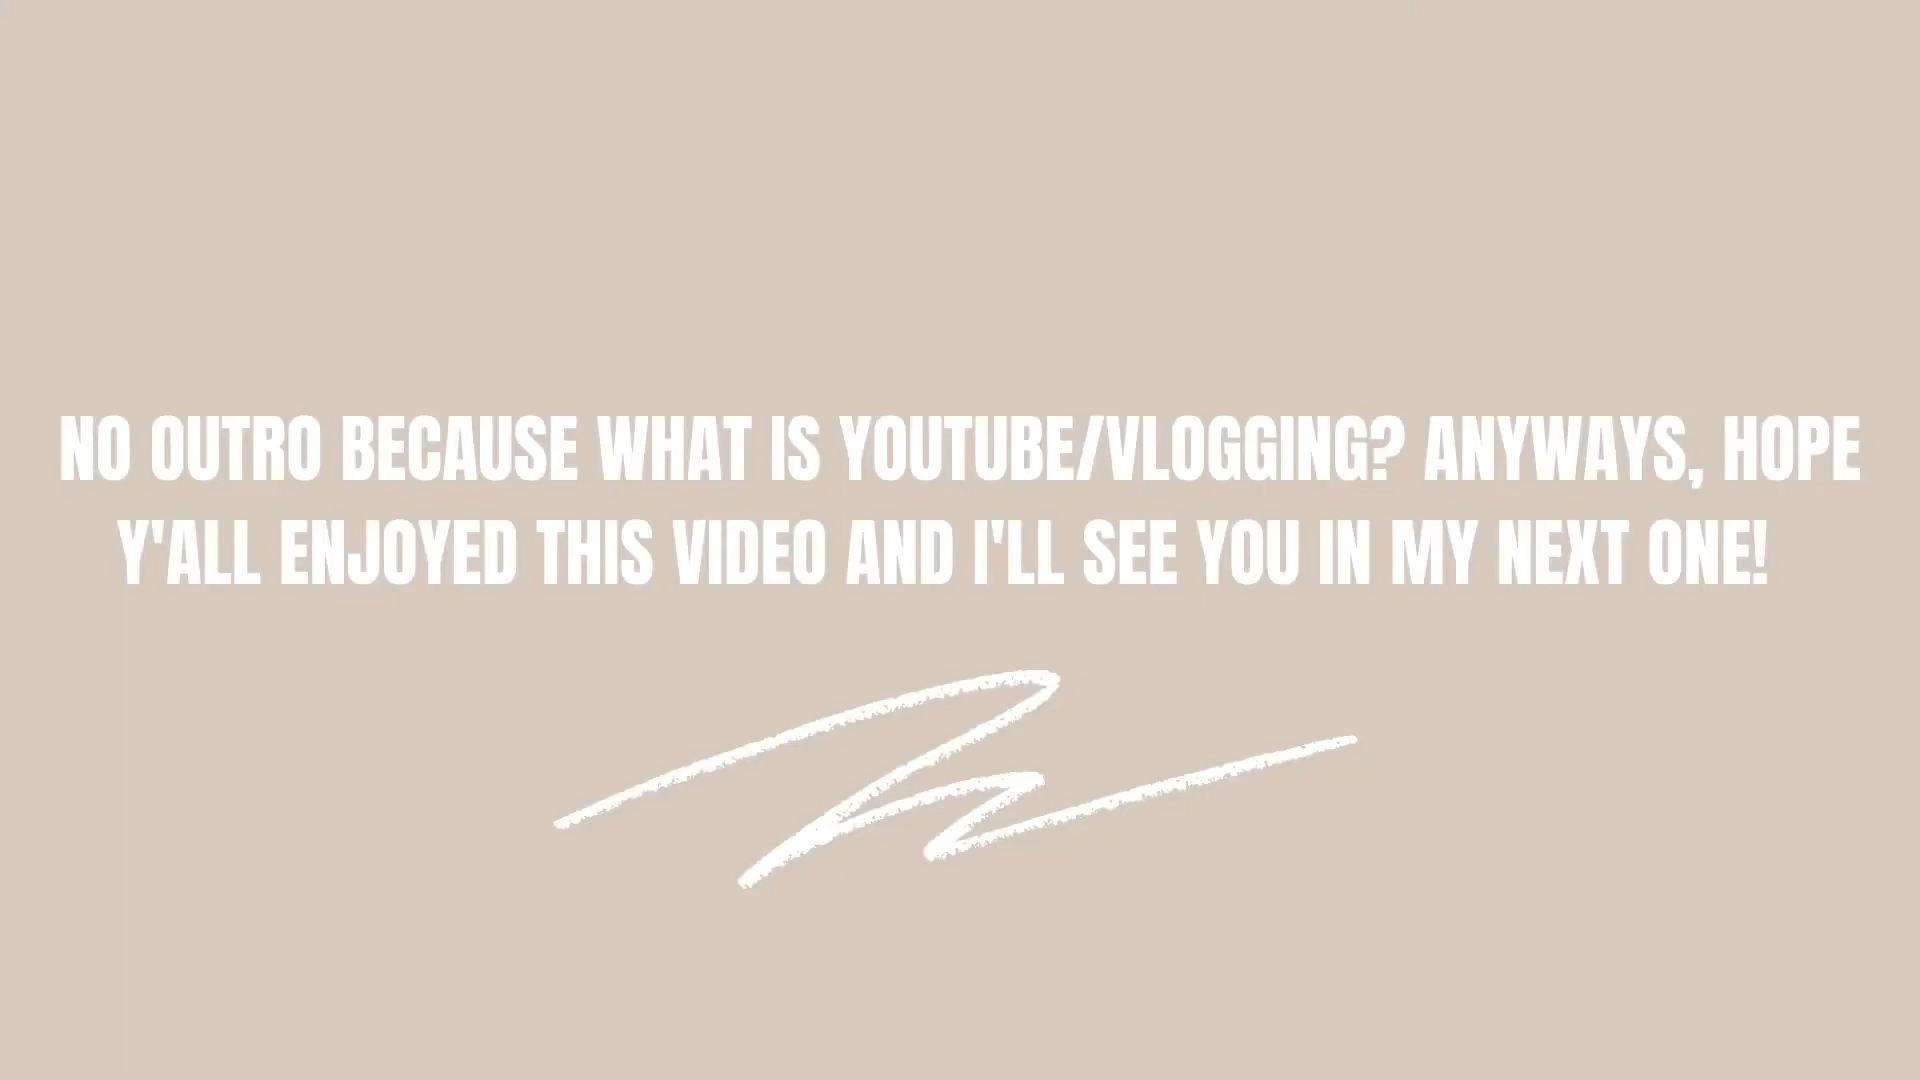 NO OUTRO BECAUSE WHAT IS YOUTUBE/VLOGGING? ANYWAYS, HOPE
Y'ALL ENJOYED THIS VIDEO AND I'LL SEE YOU IN MY NEXT ONE!